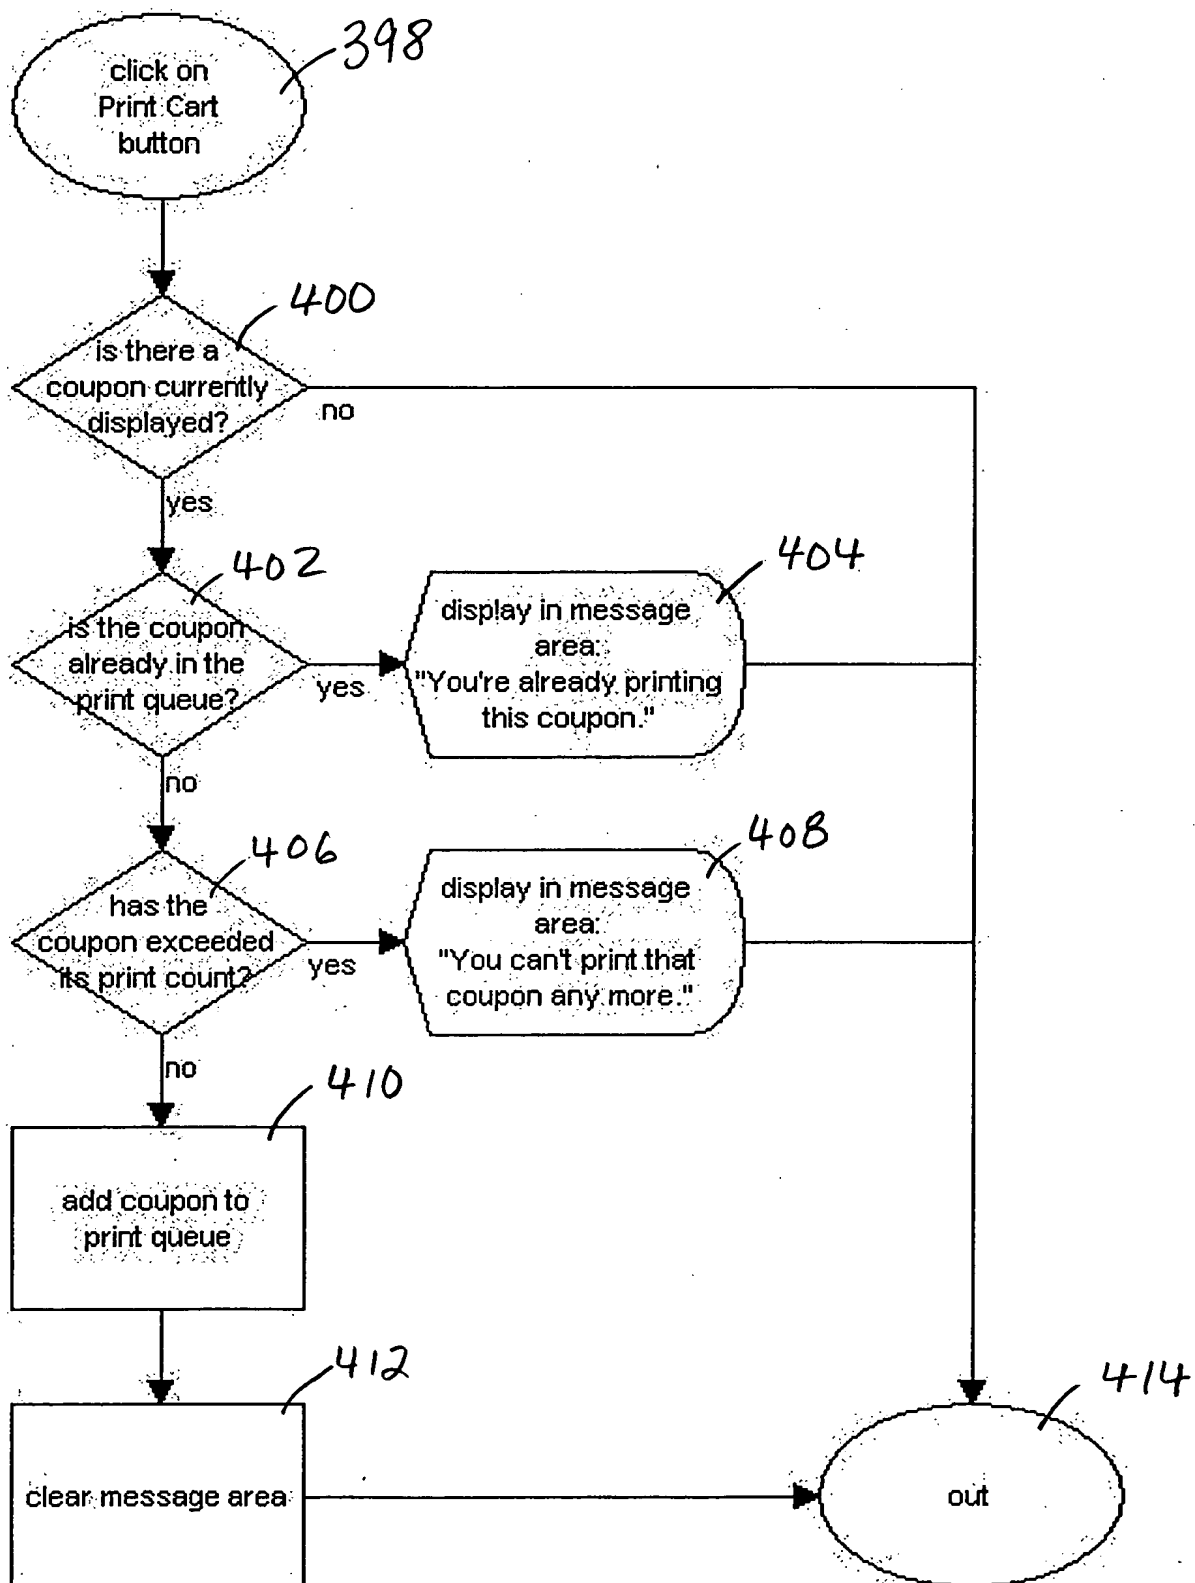 398
click on
Print Cart
button
400
is there a
coupon currently
displayed?
no
yes
402
is the coupon
already in the
print queue?
yes
404
display in message
area:
"You're already printing
this coupon."
no
406
has the
coupon exceeded
its print count?
yes
408
display in message
area:
"You can't print that
coupon any more."
no
410
add coupon to
print queue
412
clear message area
414
out